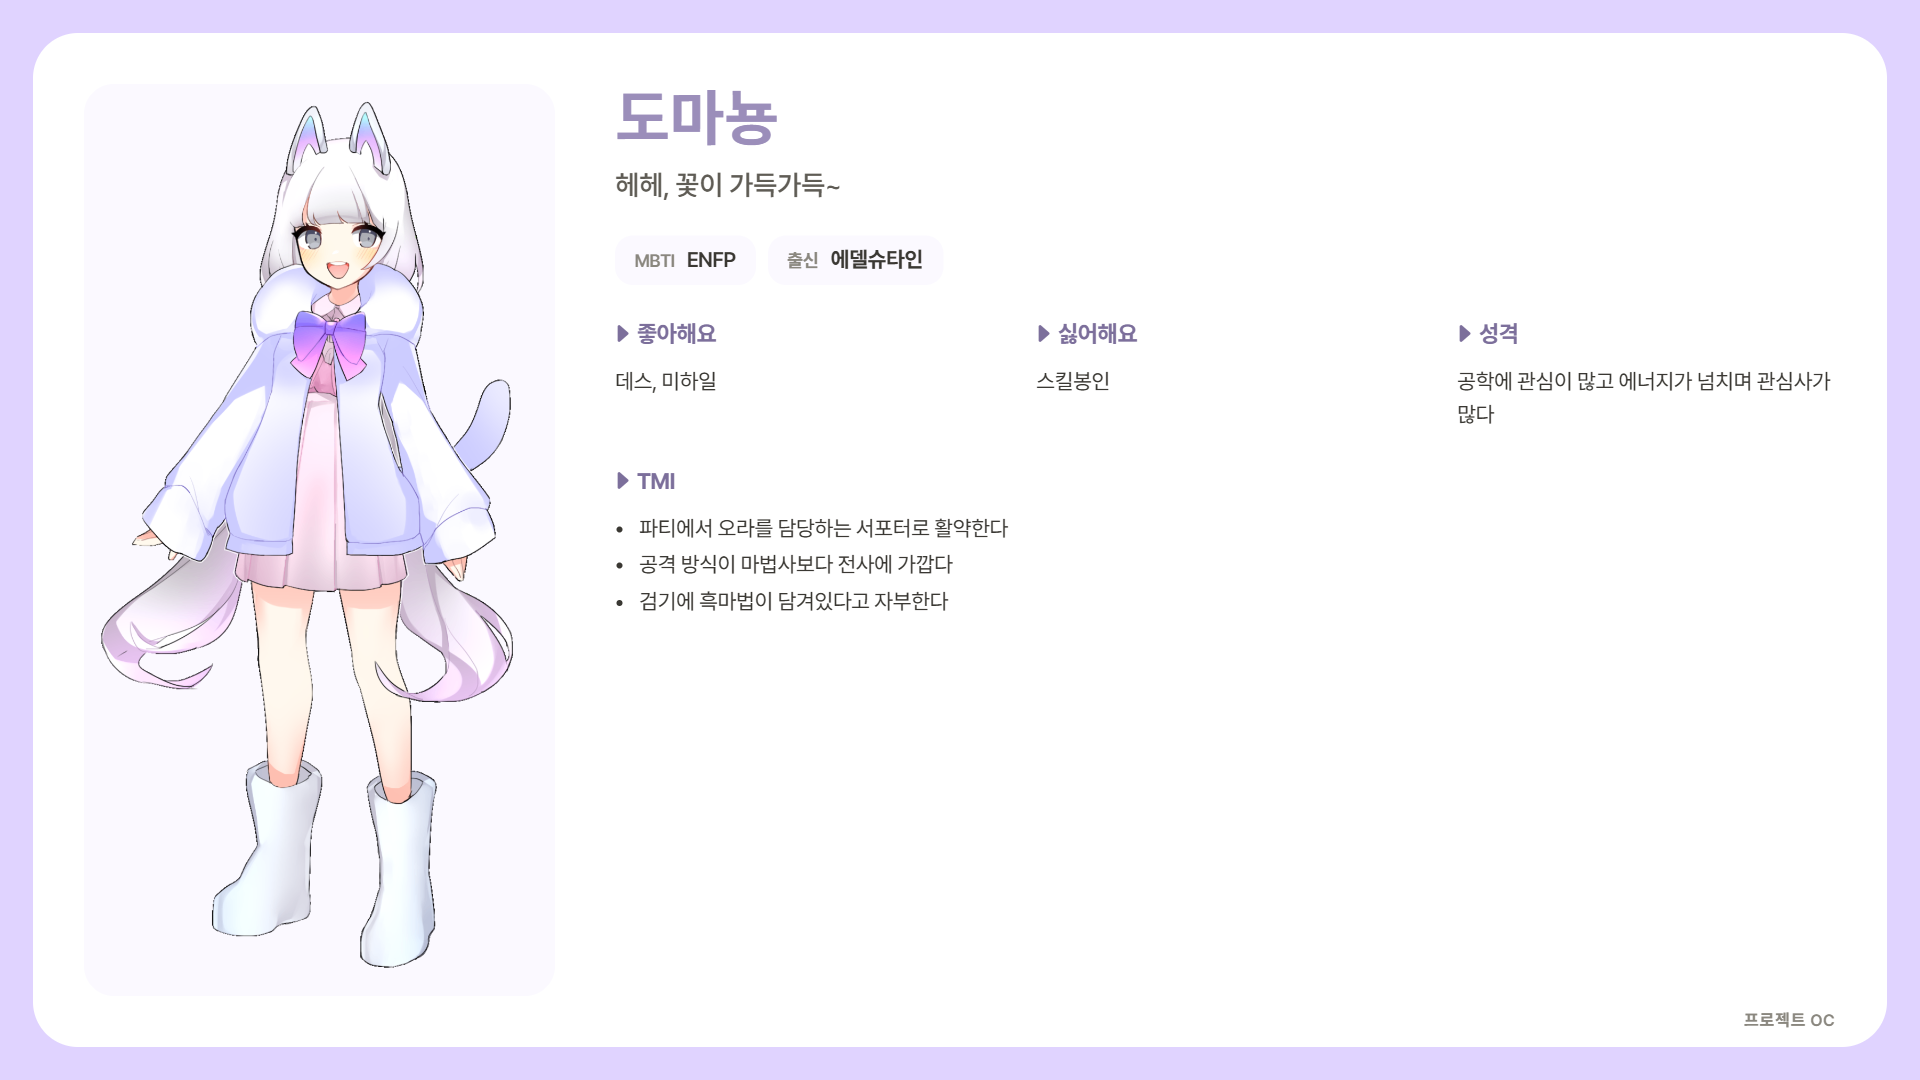 도마뇽
헤헤, 꽃이 가득가득~
MBTI ENFP 출신 에델슈타인
좋아해요
데스, 미하일
싫어해요
스킬봉인
성격
공학에 관심이 많고 에너지가 넘치며 관심사가
많다
TMI
• 파티에서 오라를 담당하는 서포터로 활약한다
• 공격 방식이 마법사보다 전사에 가깝다
• 검기에 흑마법이 담겨있다고 자부한다
프로젝트 OC